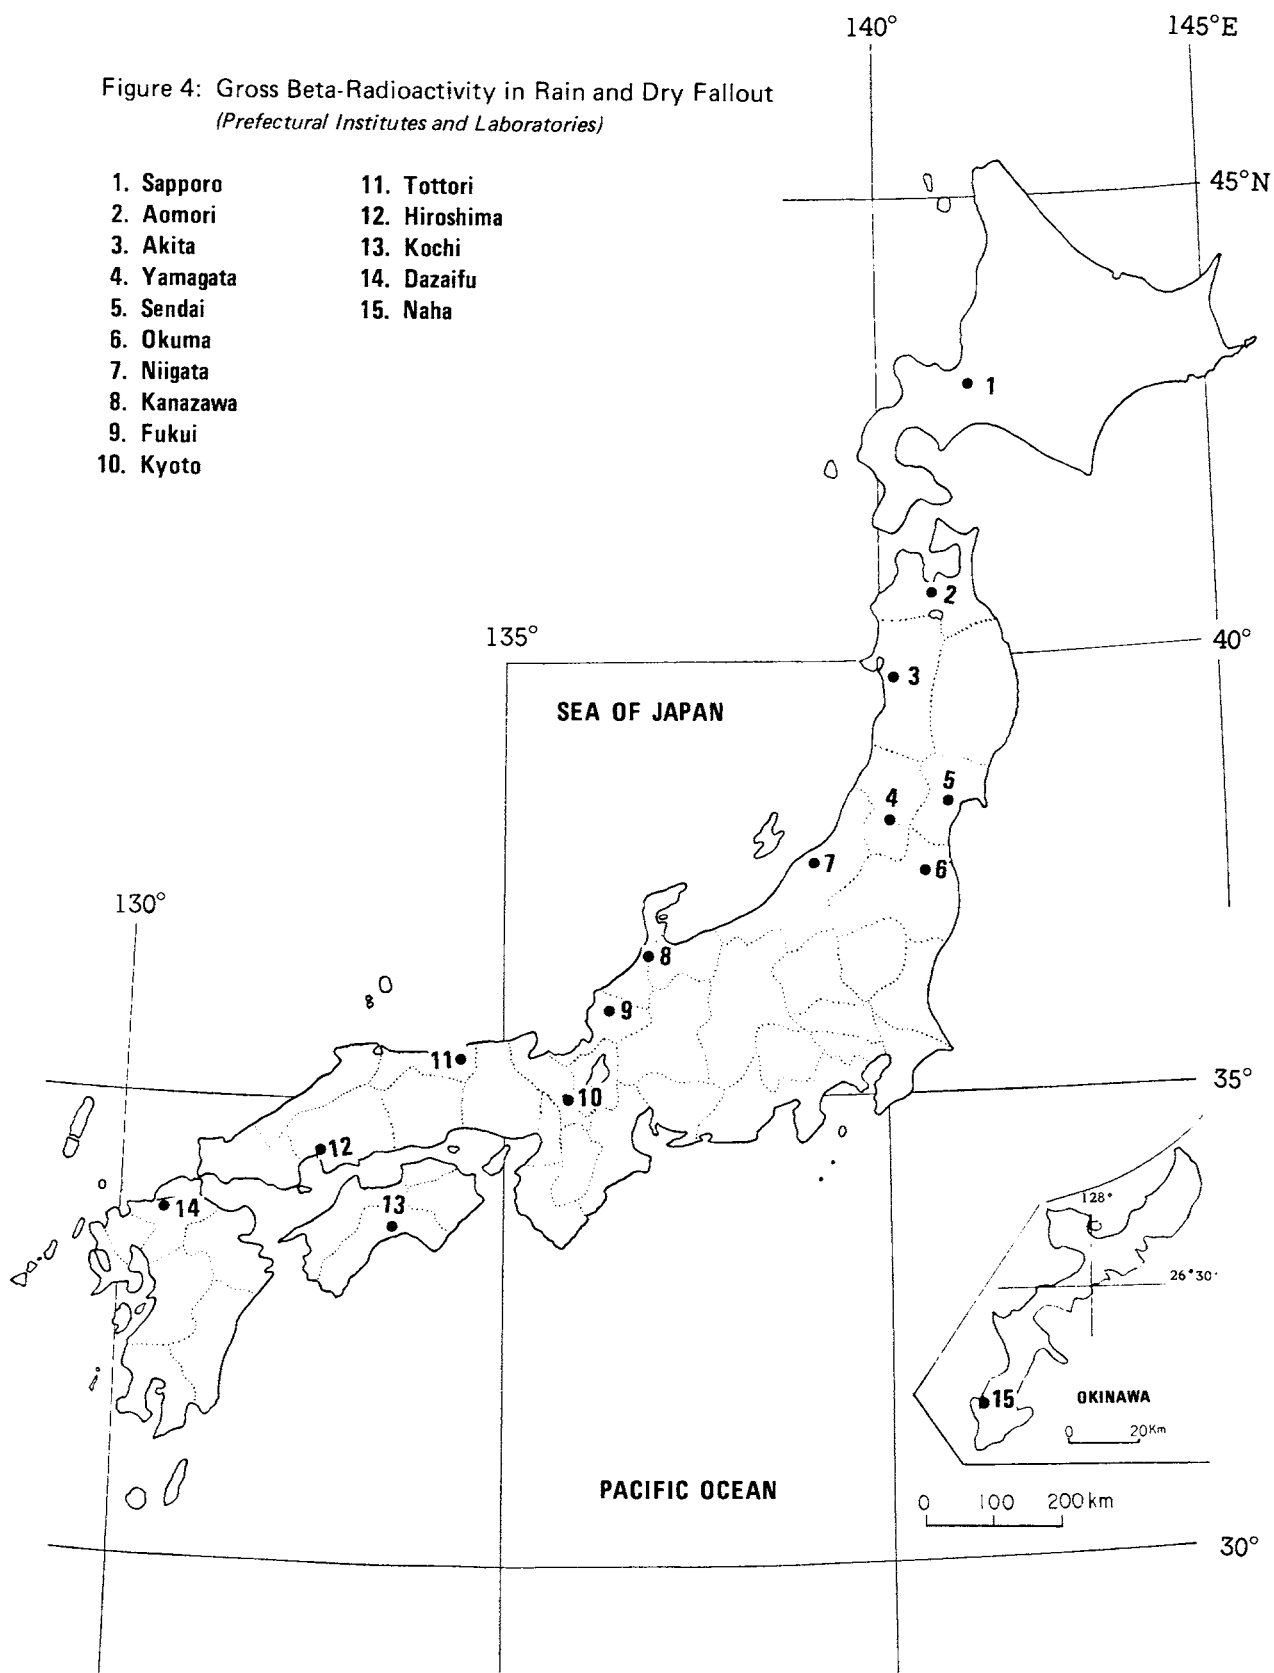 140°
145°E
Figure 4: Gross Beta-Radioactivity in Rain and Dry Fallout
(Prefectural Institutes and Laboratories)
1. Sapporo
2. Aomori
3. Akita
4. Yamagata
5. Sendai
6. Okuma
7. Niigata
8. Kanazawa
9. Fukui
10. Kyoto
11. Tottori
12. Hiroshima
13. Kochi
14. Dazaifu
15. Naha
45°N
1
2
135°
40°
3
SEA OF JAPAN
5
4
7
6
130°
8
9
11
10
35°
12
13
14
128°
26°30'
15
OKINAWA
0 20Km
PACIFIC OCEAN
0 100 200km
30°